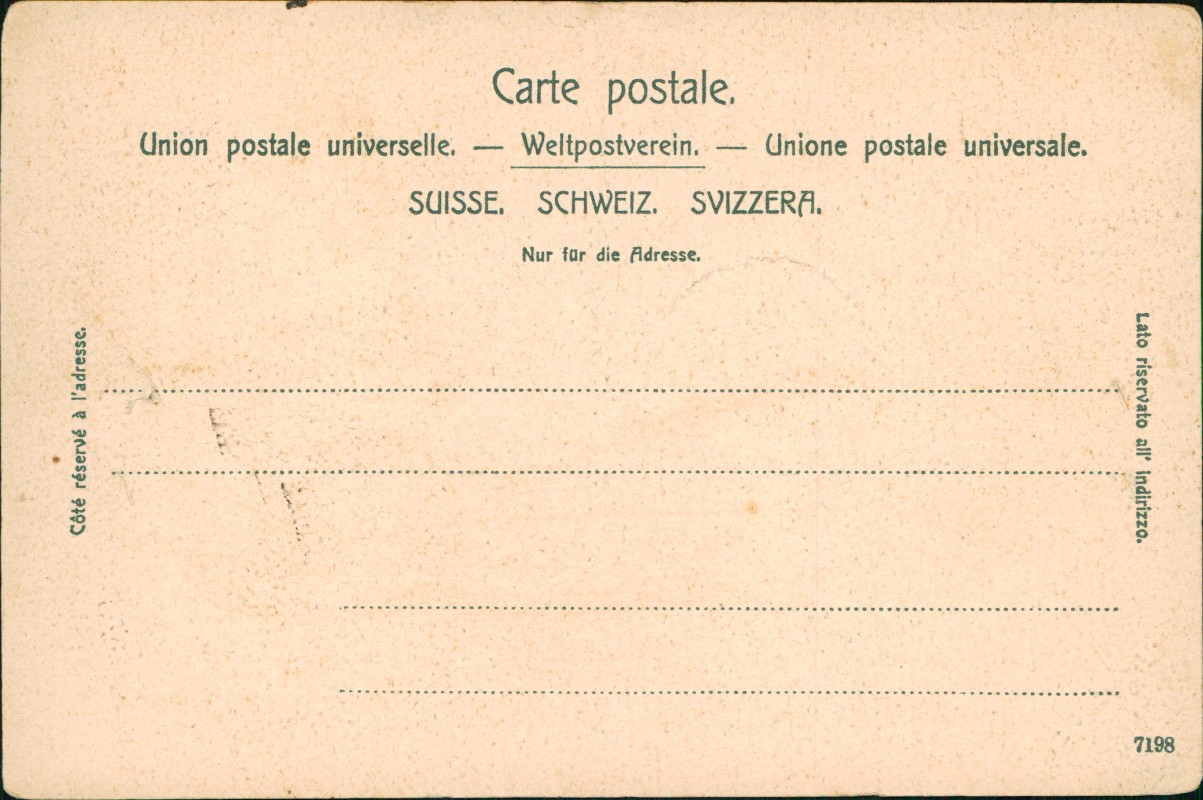 Carte postale.
Union postale universelle. — Weltpostverein. — Unione postale universale.
SUISSE. SCHWEIZ. SVIZZERA.
Nur für die Adresse.
Côté réservé à l'adresse.
Lato riservato all' indirizzo.
7198